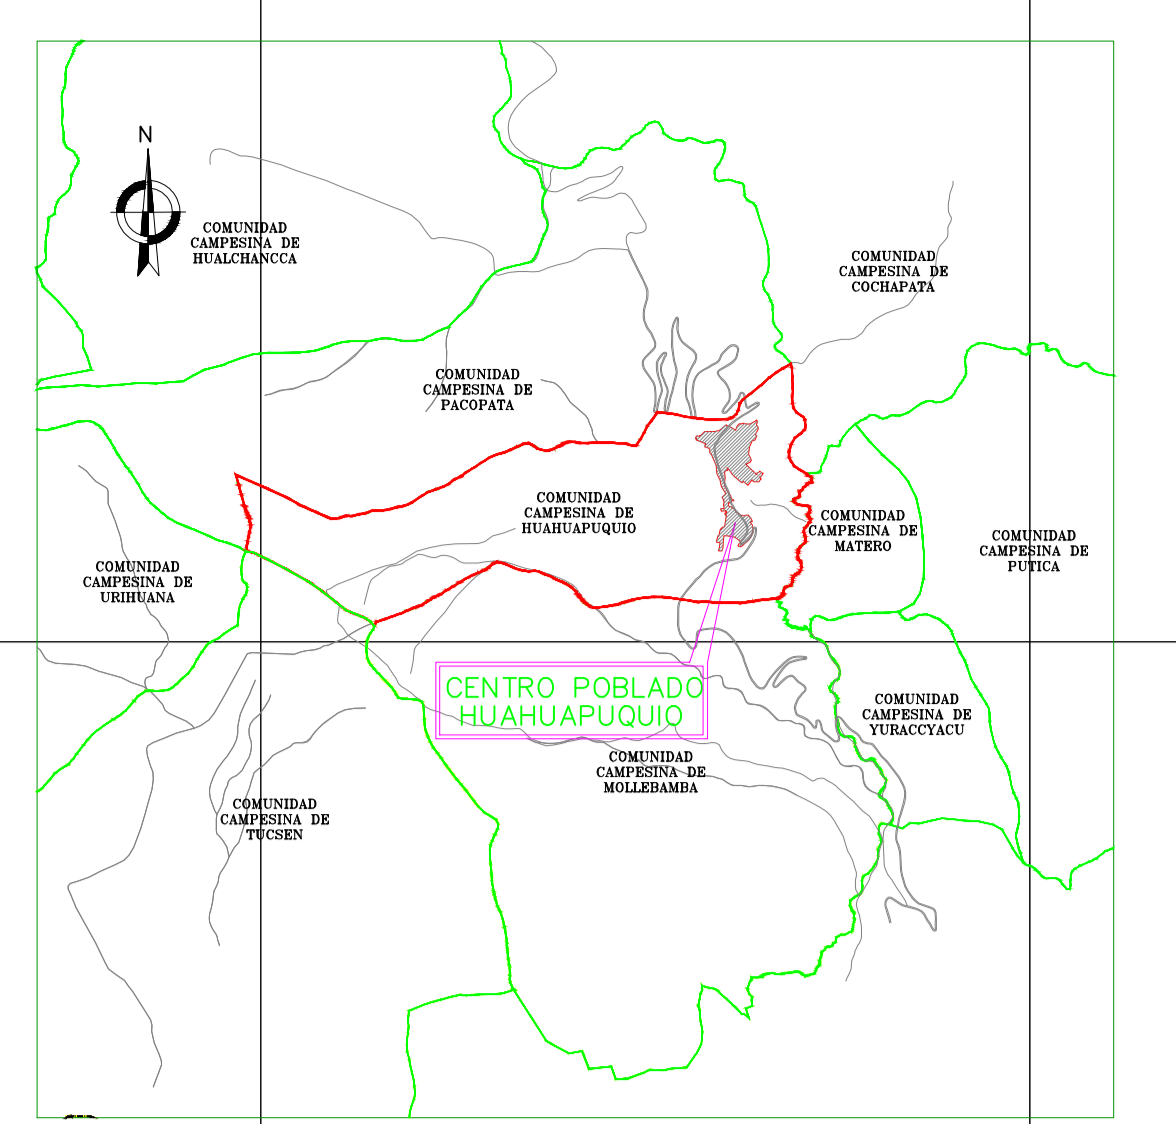 N
COMUNIDAD
CAMPESINA DE
HUALCHANCCA
COMUNIDAD
CAMPESINA DE
COCHAPATA
COMUNIDAD
CAMPESINA DE
PACOPATA
COMUNIDAD
CAMPESINA DE
HUAHUAPUQUIO
COMUNIDAD
CAMPESINA DE
MATERO
COMUNIDAD
CAMPESINA DE
PUTICA
COMUNIDAD
CAMPESINA DE
URIHUANA
CENTRO POBLADO
HUAHUAPUQUIO
COMUNIDAD
CAMPESINA DE
YURACCYACU
COMUNIDAD
CAMPESINA DE
MOLLEBAMBA
COMUNIDAD
CAMPESINA DE
TUCSEN